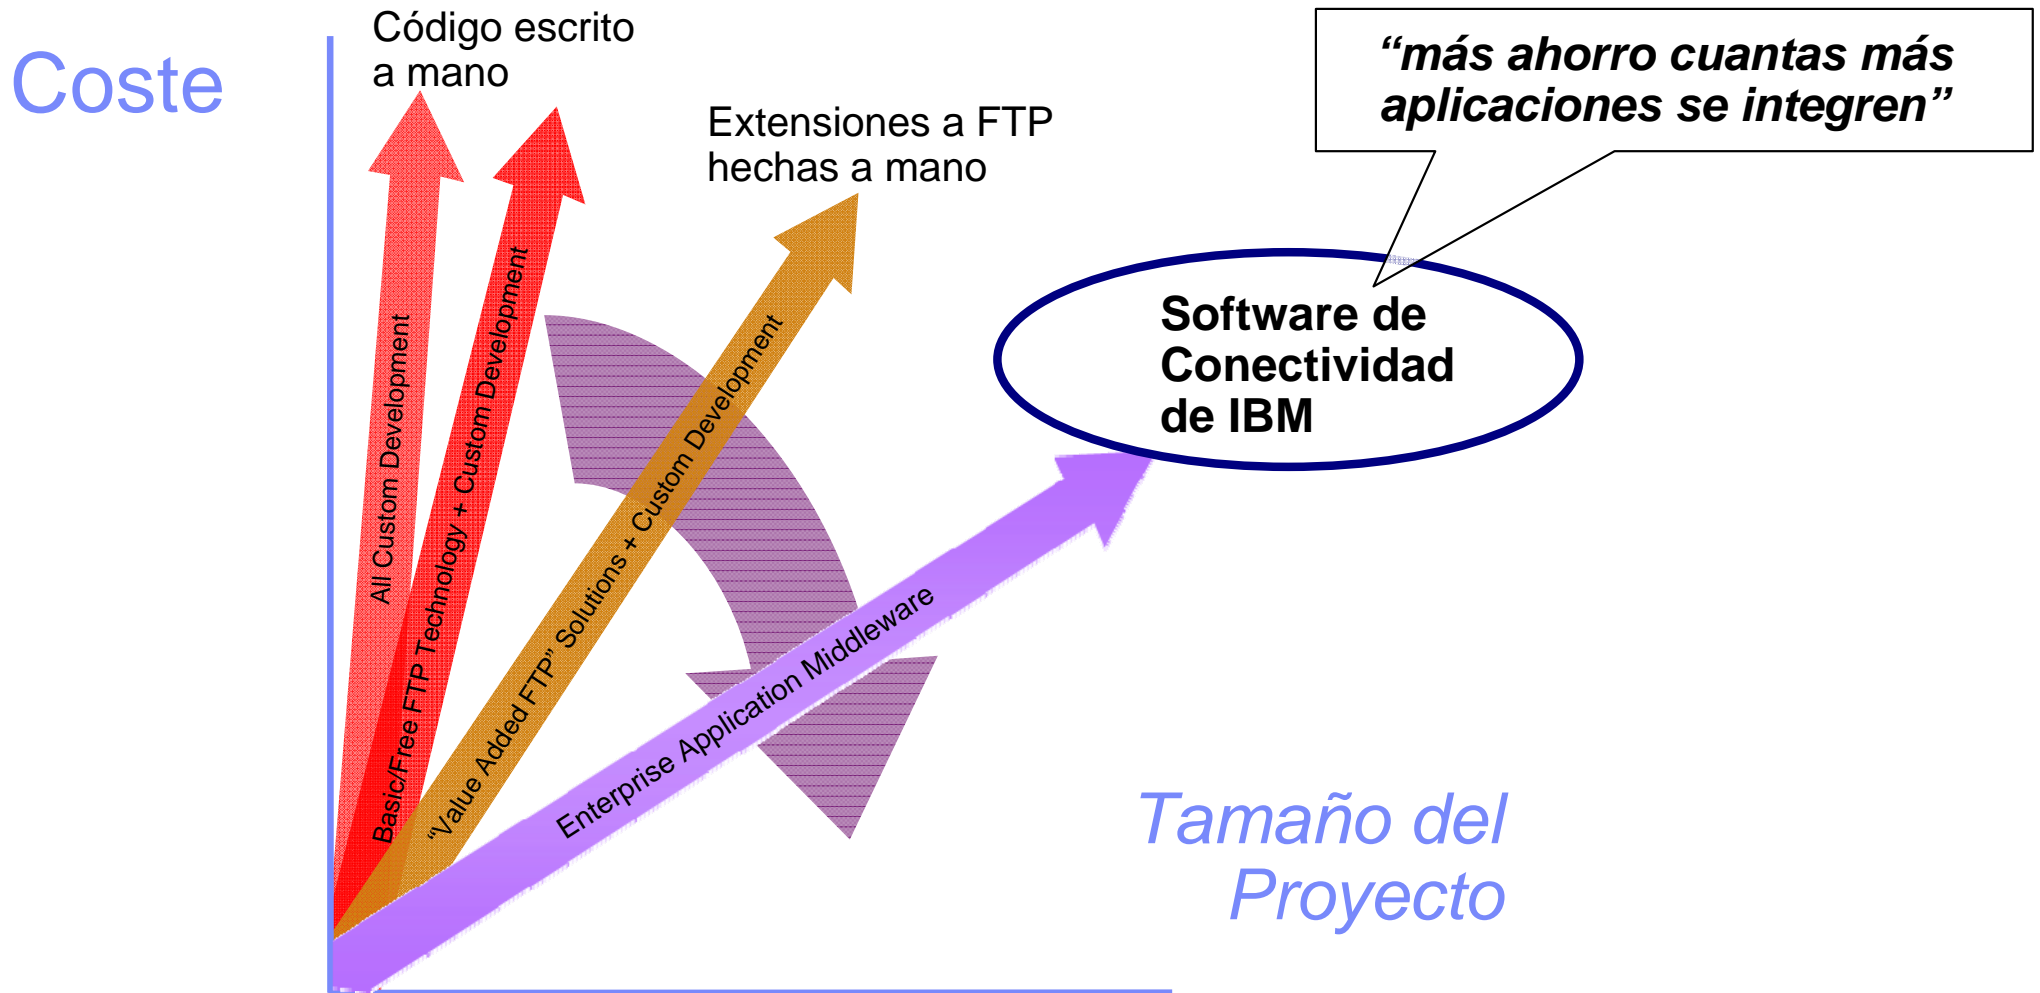 Coste
Código escrito
a mano
Extensiones a FTP
hechas a mano
“más ahorro cuantas más
aplicaciones se integren”
Software de
Conectividad
de IBM
All Custom Development
Basic/Free FTP Technology + Custom Development
“Value Added FTP” Solutions + Custom Development
Enterprise Application Middleware
Tamaño del
Proyecto